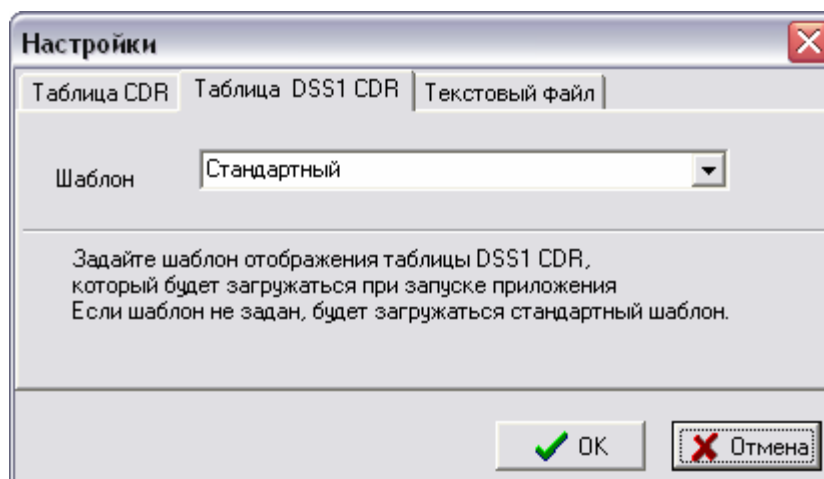 Настройки
Таблица CDR Таблица DSS1 CDR Текстовый файл
Шаблон Стандартный
Задайте шаблон отображения таблицы DSS1 CDR,
который будет загружаться при запуске приложения
Если шаблон не задан, будет загружаться стандартный шаблон.
OK Отмена